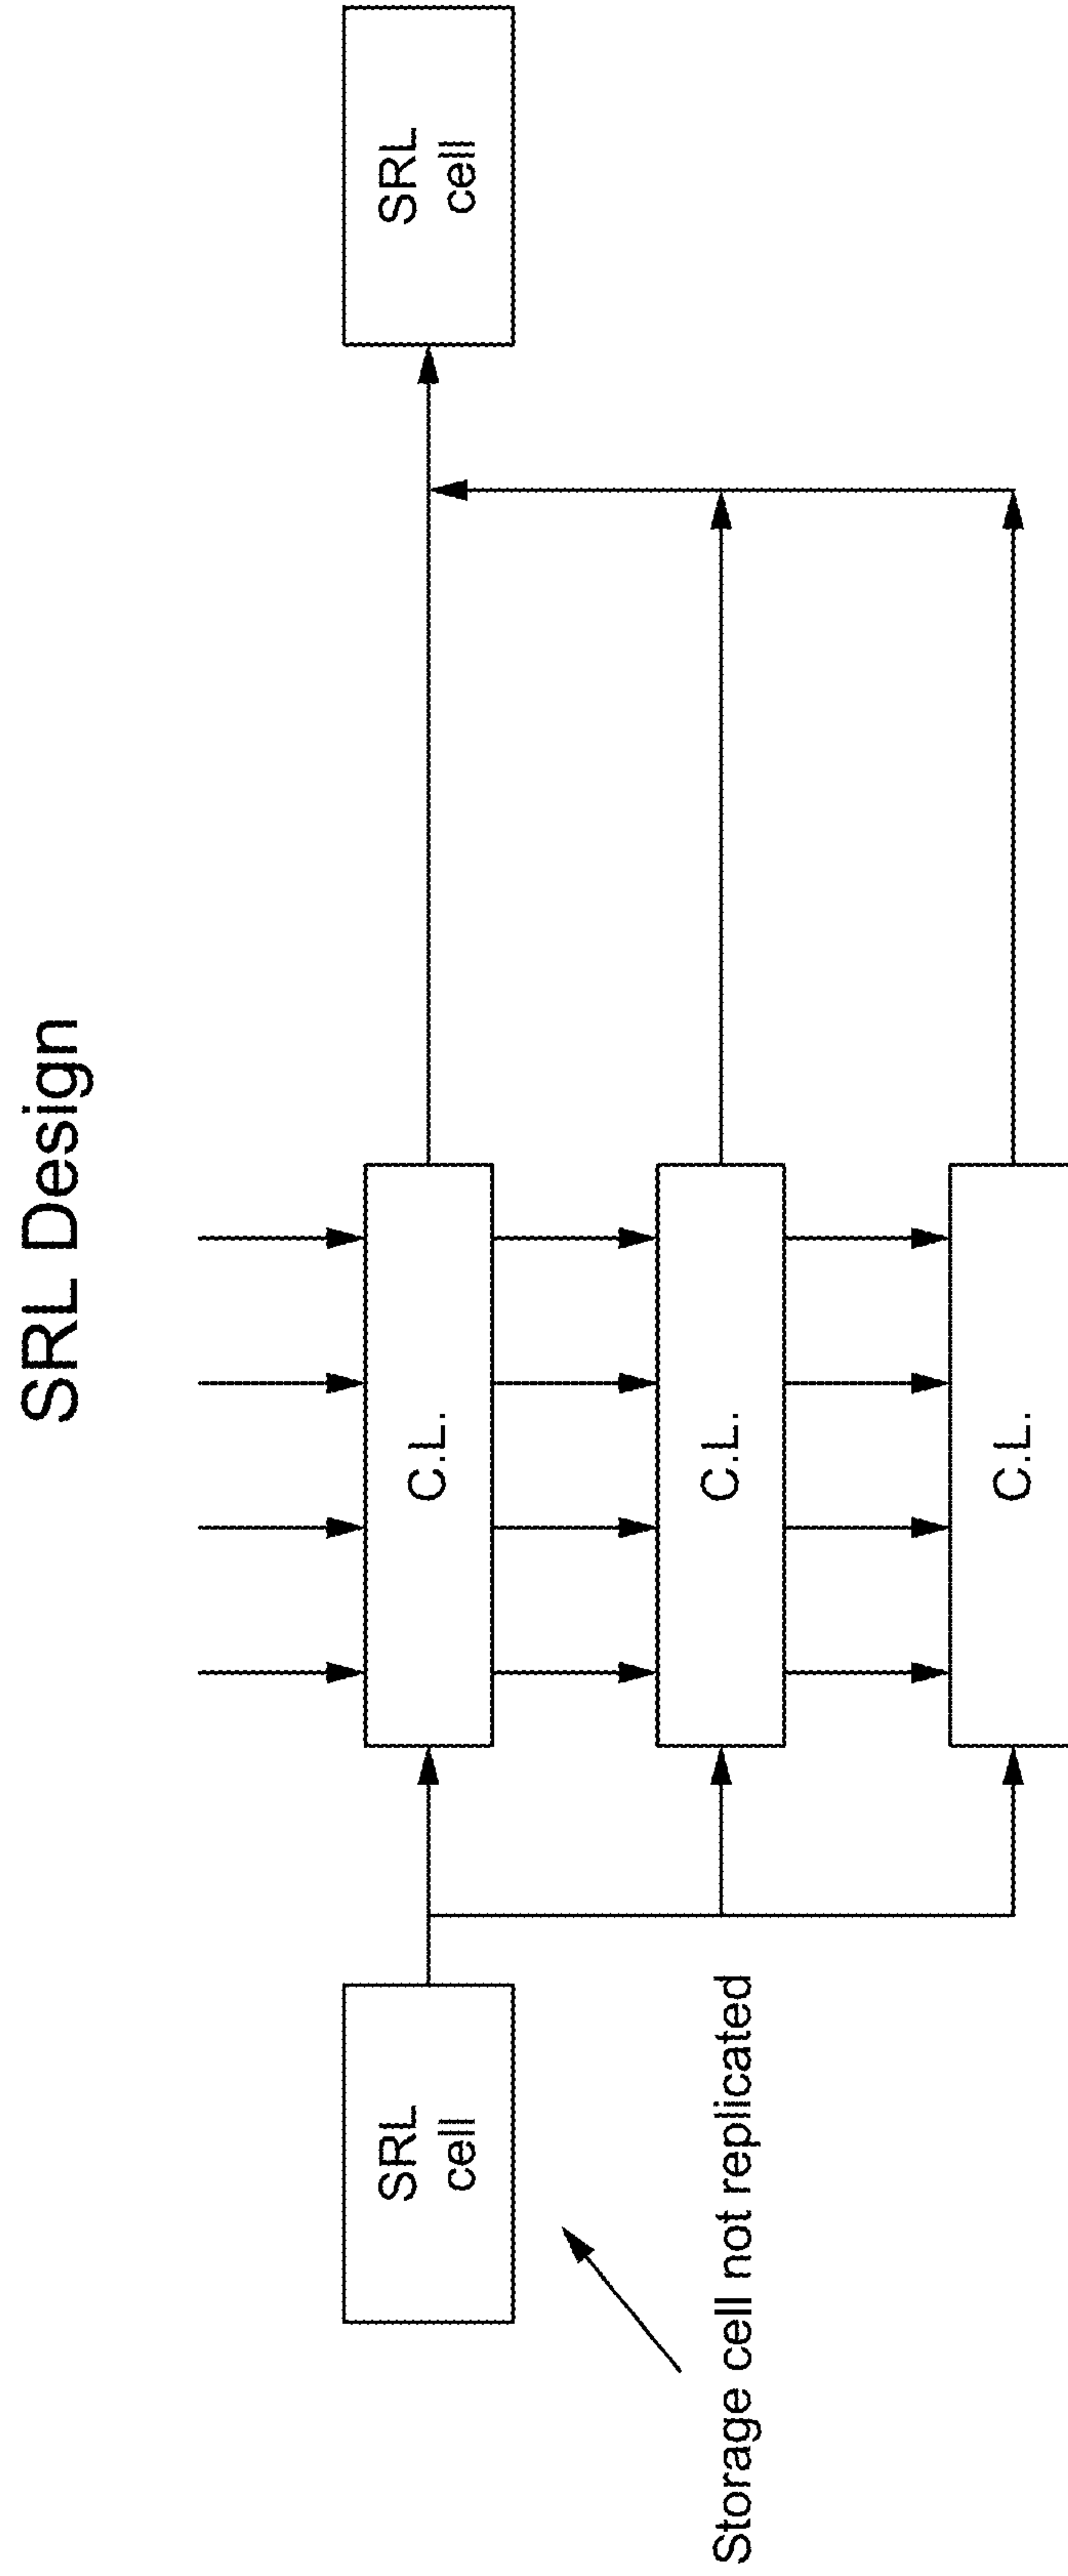 SRL Design
SRL
cell
C.L.
SRL
cell
C.L.
Storage cell not replicated
C.L.